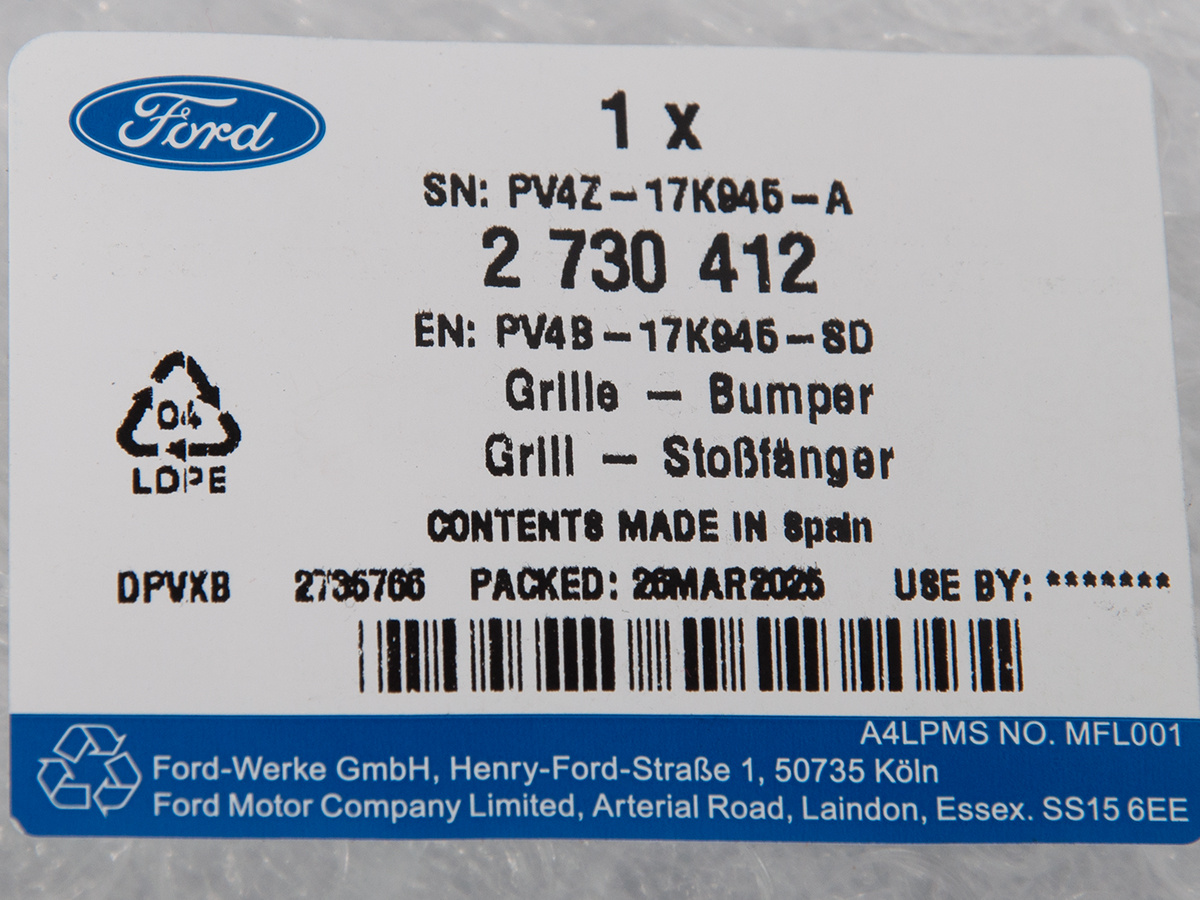 Ford
1 x
SN: PV4Z-17K945-A
2 730 412
EN: PV4B-17K945-SD
Grille - Bumper
Grill - Stoßfänger
04
LDPE
CONTENTS MADE IN Spain
DPVXB 2735766 PACKED: 26MAR2025 USE BY: *******
A4LPMS NO. MFL001
Ford-Werke GmbH, Henry-Ford-Straße 1, 50735 Köln
Ford Motor Company Limited, Arterial Road, Laindon, Essex. SS15 6EE